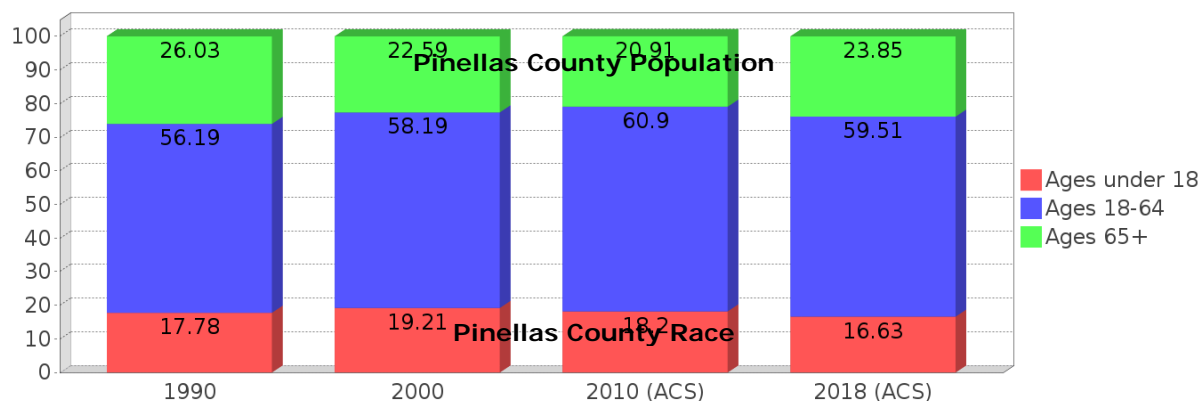 100
90
80
70
60
50
40
30
20
10
0
26.03 22.59 20.91 23.85
Pinellas County Population
56.19 58.19 60.9 59.51
Ages under 18
Ages 18-64
Ages 65+
17.78 19.21 18.2 16.63
Pinellas County Race
1990 2000 2010 (ACS) 2018 (ACS)